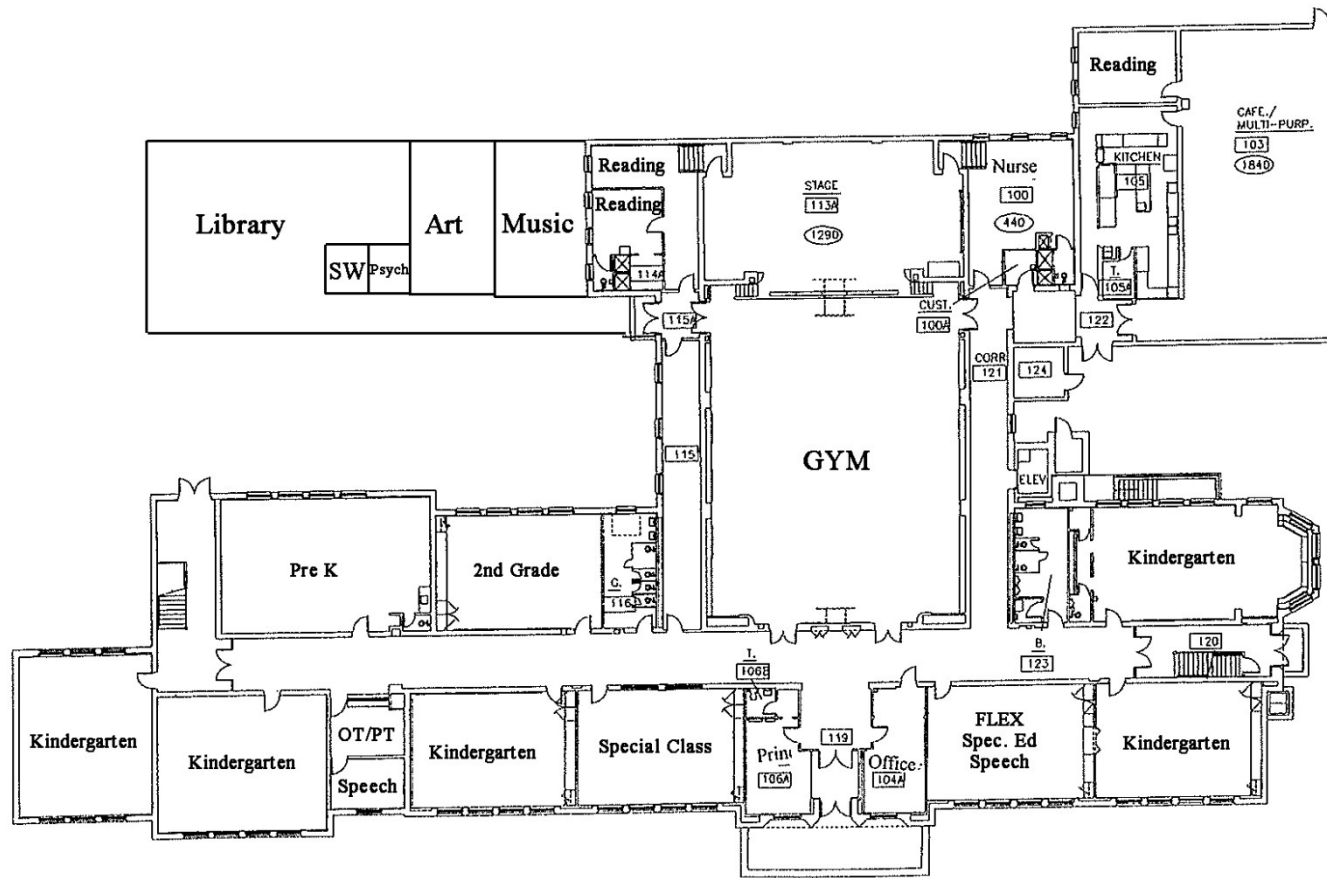 Reading
CAFE./
MULTI-PURP.
103
1840
KITCHEN
105
T.
105A
Library
SW
Psych
Art
Music
Reading
Reading
114A
STAGE
113A
1290
Nurse
100
440
CUST.
100A
115A
122
CORR
121
124
115
GYM
ELEV
Pre K
2nd Grade
G.
116
Kindergarten
T.
106B
B.
123
120
Kindergarten
Kindergarten
OT/PT
Speech
Kindergarten
Special Class
Prin
106A
119
Office
104A
FLEX
Spec. Ed
Speech
Kindergarten